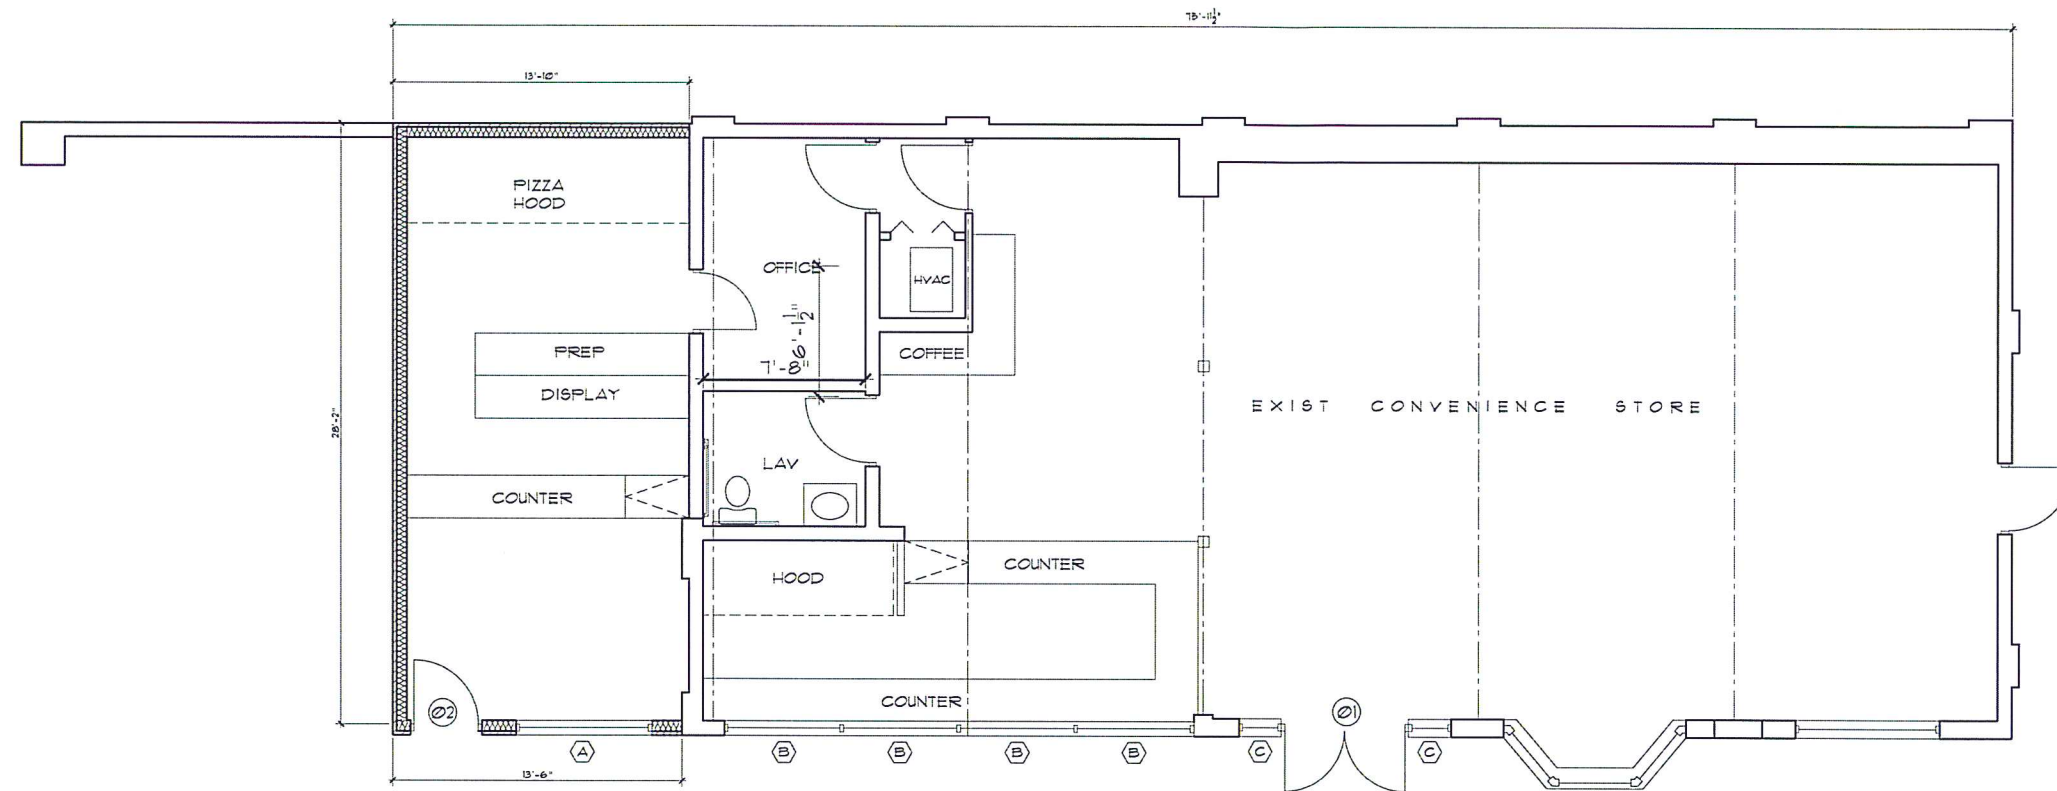 73'-11½"
13'-10"
PIZZA
HOOD
OFFICE
HVAC
6'-1½"
7'-8"
PREP
COFFEE
DISPLAY
28'-2"
EXIST CONVENIENCE STORE
LAV
COUNTER
HOOD
COUNTER
COUNTER
02
01
A
B
B
B
B
C
C
13'-6"